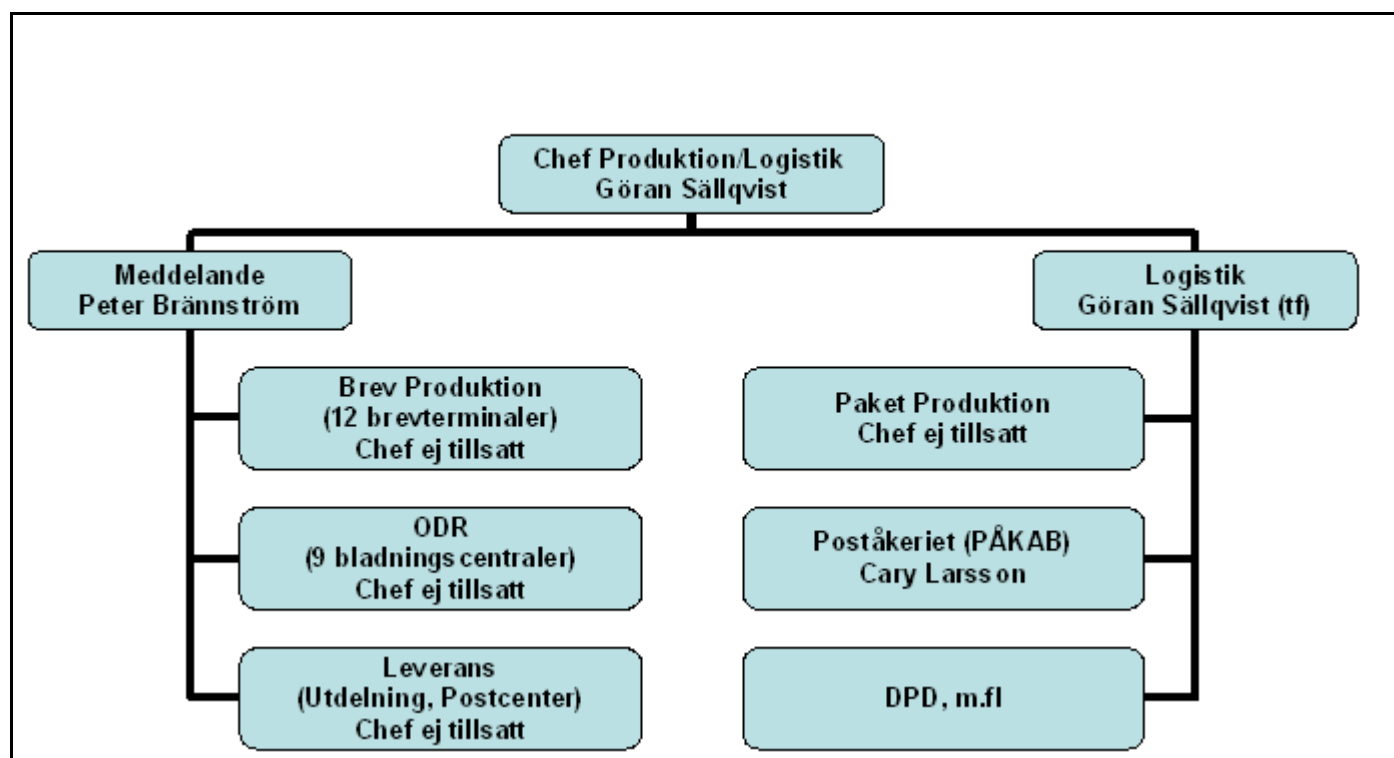 Chef Produktion/Logistik
Göran Sällqvist
Meddelande
Peter Brännström
Logistik
Göran Sällqvist (tf)
Brev Produktion
(12 brevterminaler)
Chef ej tillsatt
Paket Produktion
Chef ej tillsatt
ODR
(9 bladningscentraler)
Chef ej tillsatt
Poståkeriet (PÅKAB)
Cary Larsson
Leverans
(Utdelning, Postcenter)
Chef ej tillsatt
DPD, m.fl